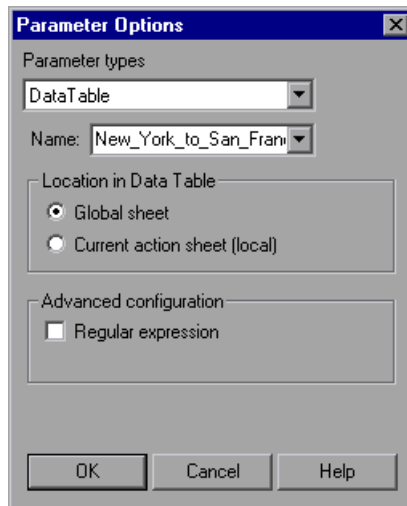 Parameter Options
Parameter types
DataTable
Name: New_York_to_San_Fran
Location in Data Table
Global sheet
Current action sheet (local)
Advanced configuration
Regular expression
OK Cancel Help